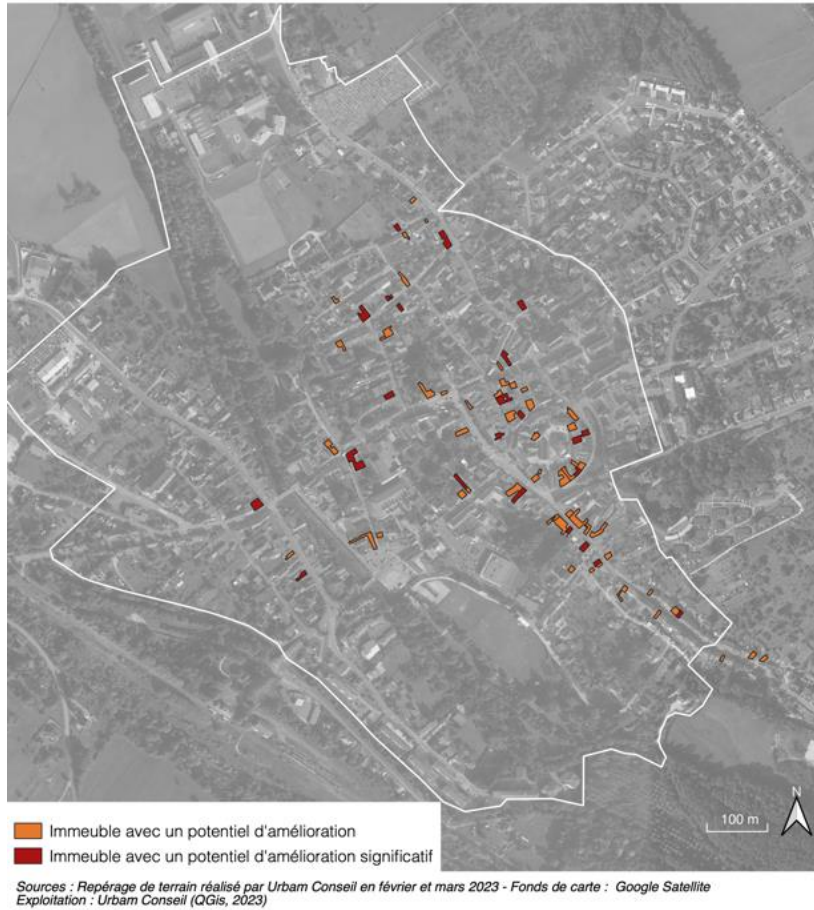 N
100 m
Immeuble avec un potentiel d'amélioration
Immeuble avec un potentiel d'amélioration significatif
Sources : Repérage de terrain réalisé par Urbam Conseil en février et mars 2023 - Fonds de carte : Google Satellite
Exploitation : Urbam Conseil (QGis, 2023)